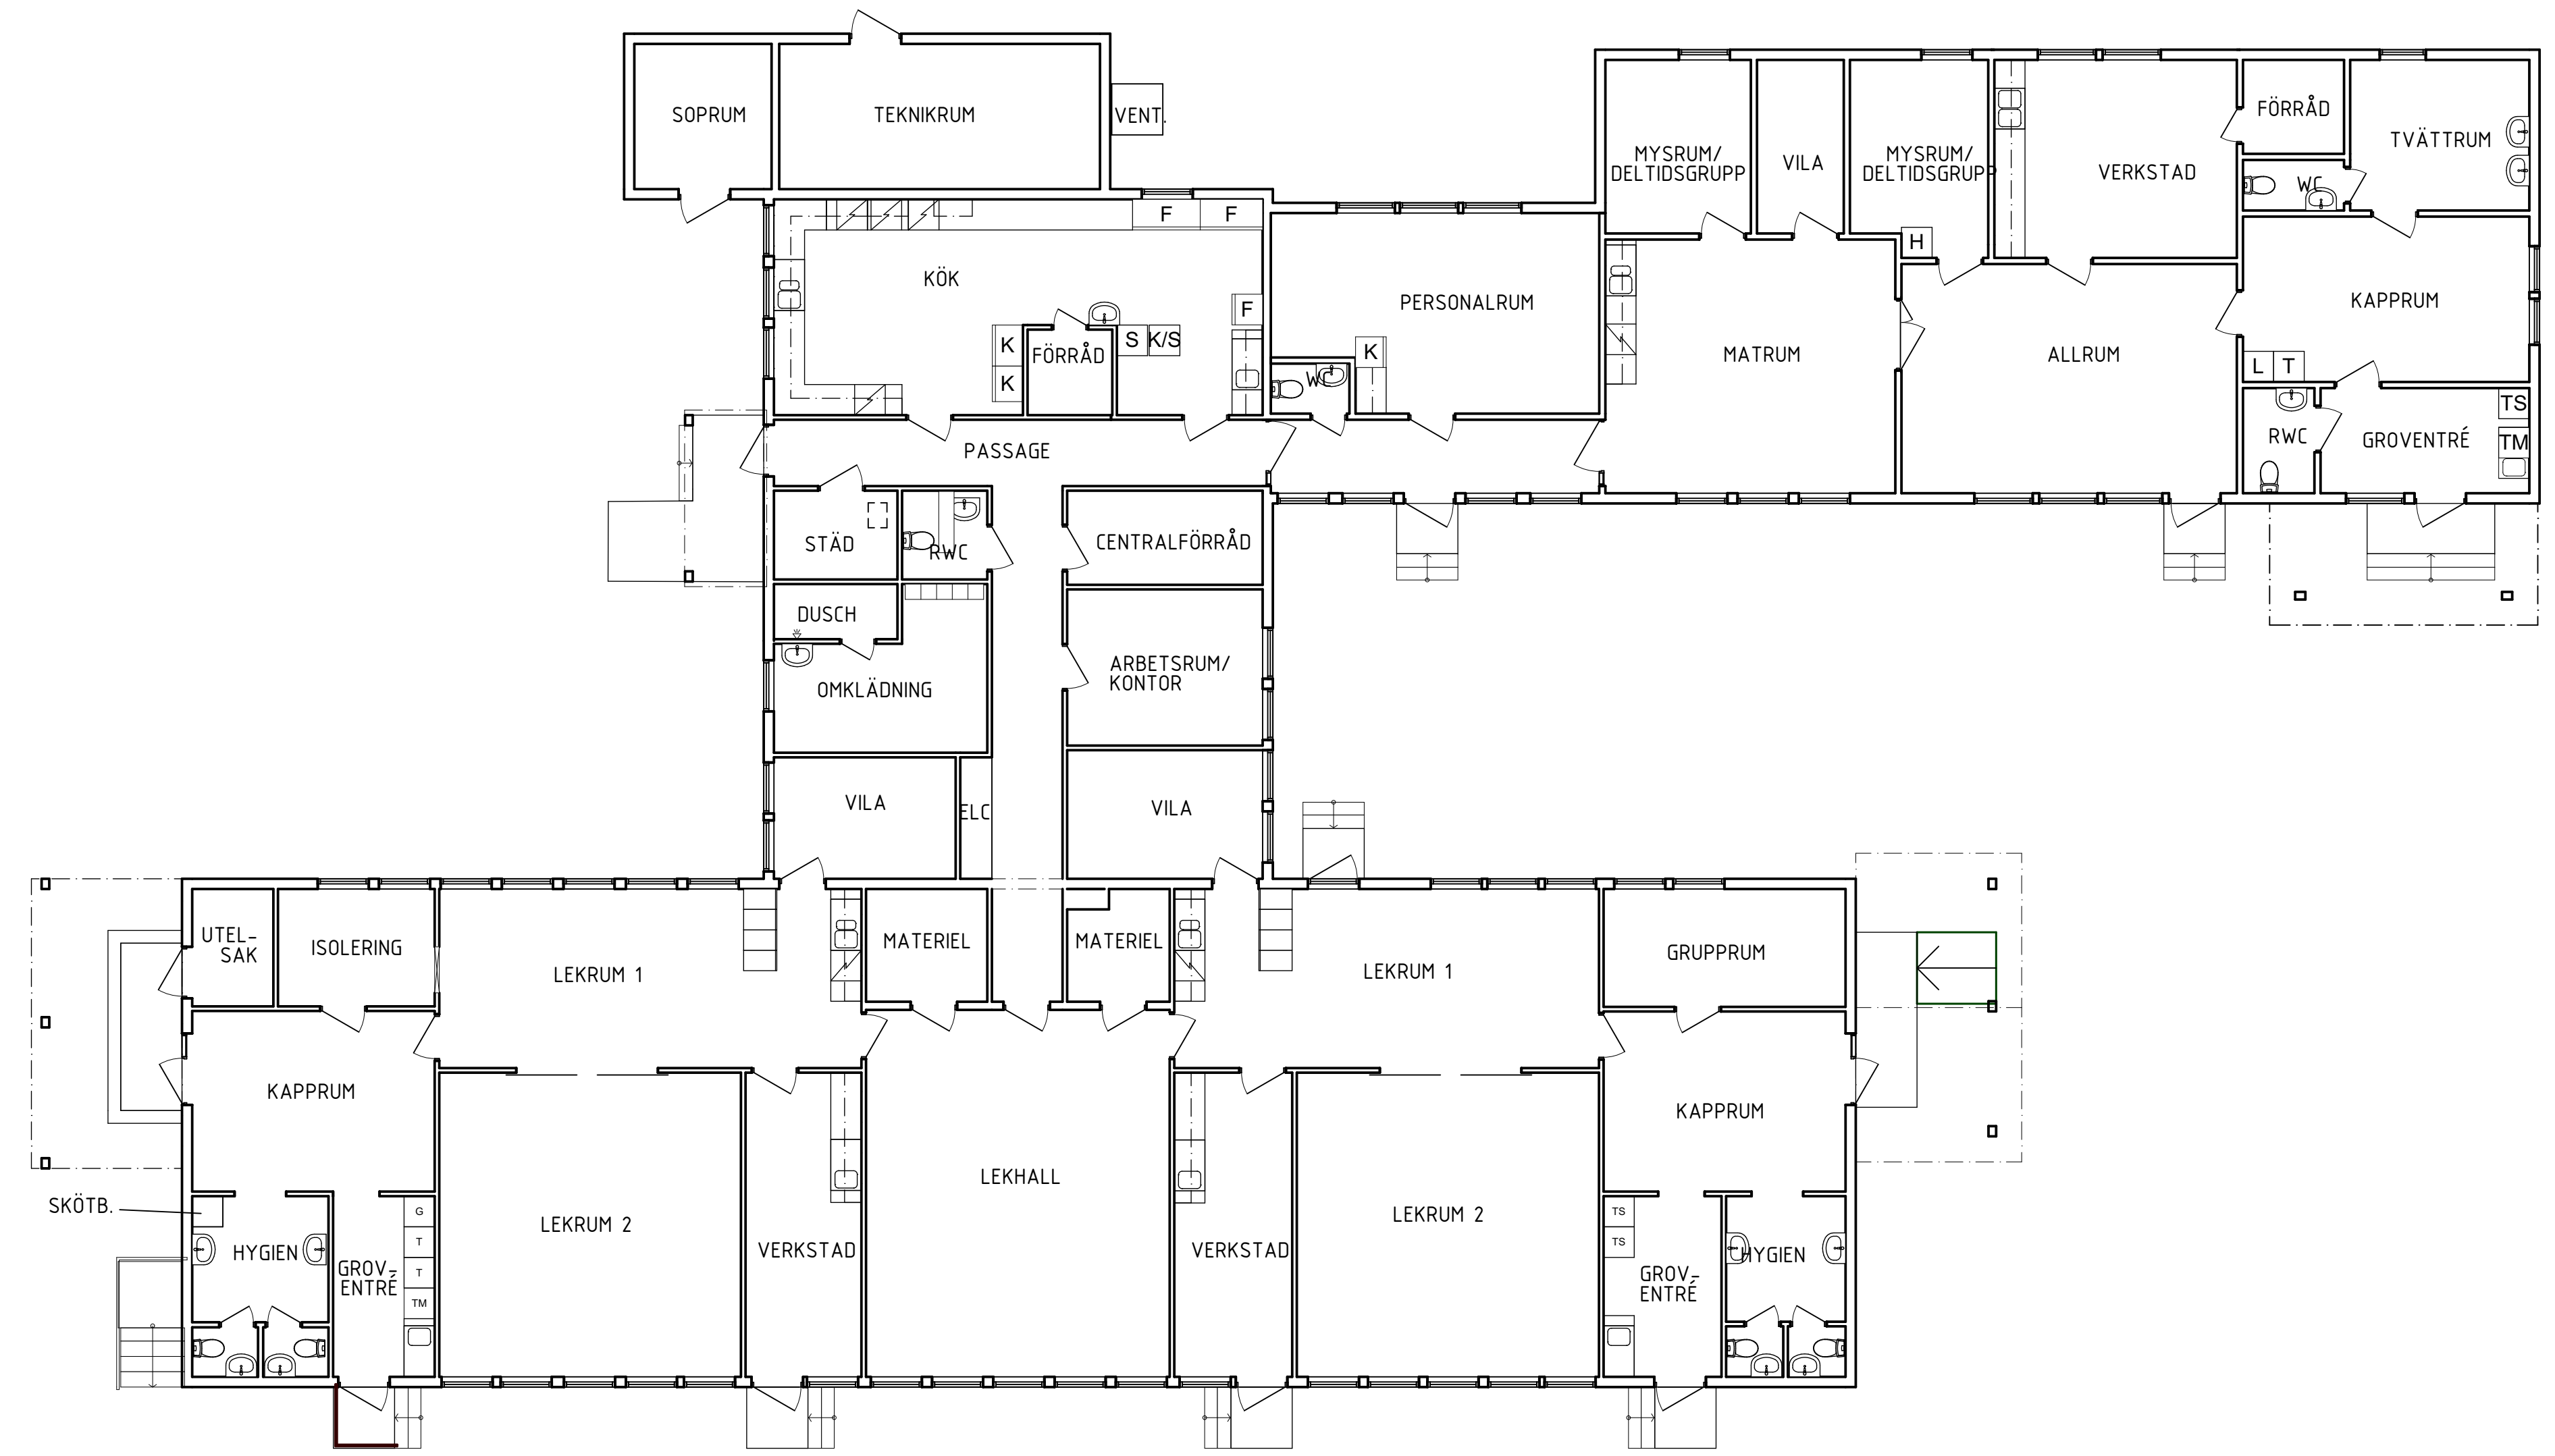 SOPRUM
TEKNIKRUM
VENT.
MYSRUM/
DELTIDSGRUPP
VILA
MYSRUM/
DELTIDSGRUPP
VERKSTAD
FÖRRÅD
TVÄTTRUM
WC
F
F
H
KÖK
PERSONALRUM
KAPPRUM
F
K
FÖRRÅD
S
K/S
K
K
WC
MATRUM
ALLRUM
L
T
TS
RWC
GROVENTRÉ
TM
PASSAGE
STÄD
RWC
CENTRALFÖRRÅD
DUSCH
ARBETSRUM/
KONTOR
OMKLÄDNING
VILA
ELC
VILA
UTEL-
SAK
ISOLERING
LEKRUM 1
MATERIEL
MATERIEL
LEKRUM 1
GRUPPRUM
KAPPRUM
KAPPRUM
LEKHALL
SKÖTB.
HYGIEN
GROV-
ENTRÉ
G
T
T
TM
LEKRUM 2
VERKSTAD
VERKSTAD
LEKRUM 2
TS
TS
GROV-
ENTRÉ
HYGIEN